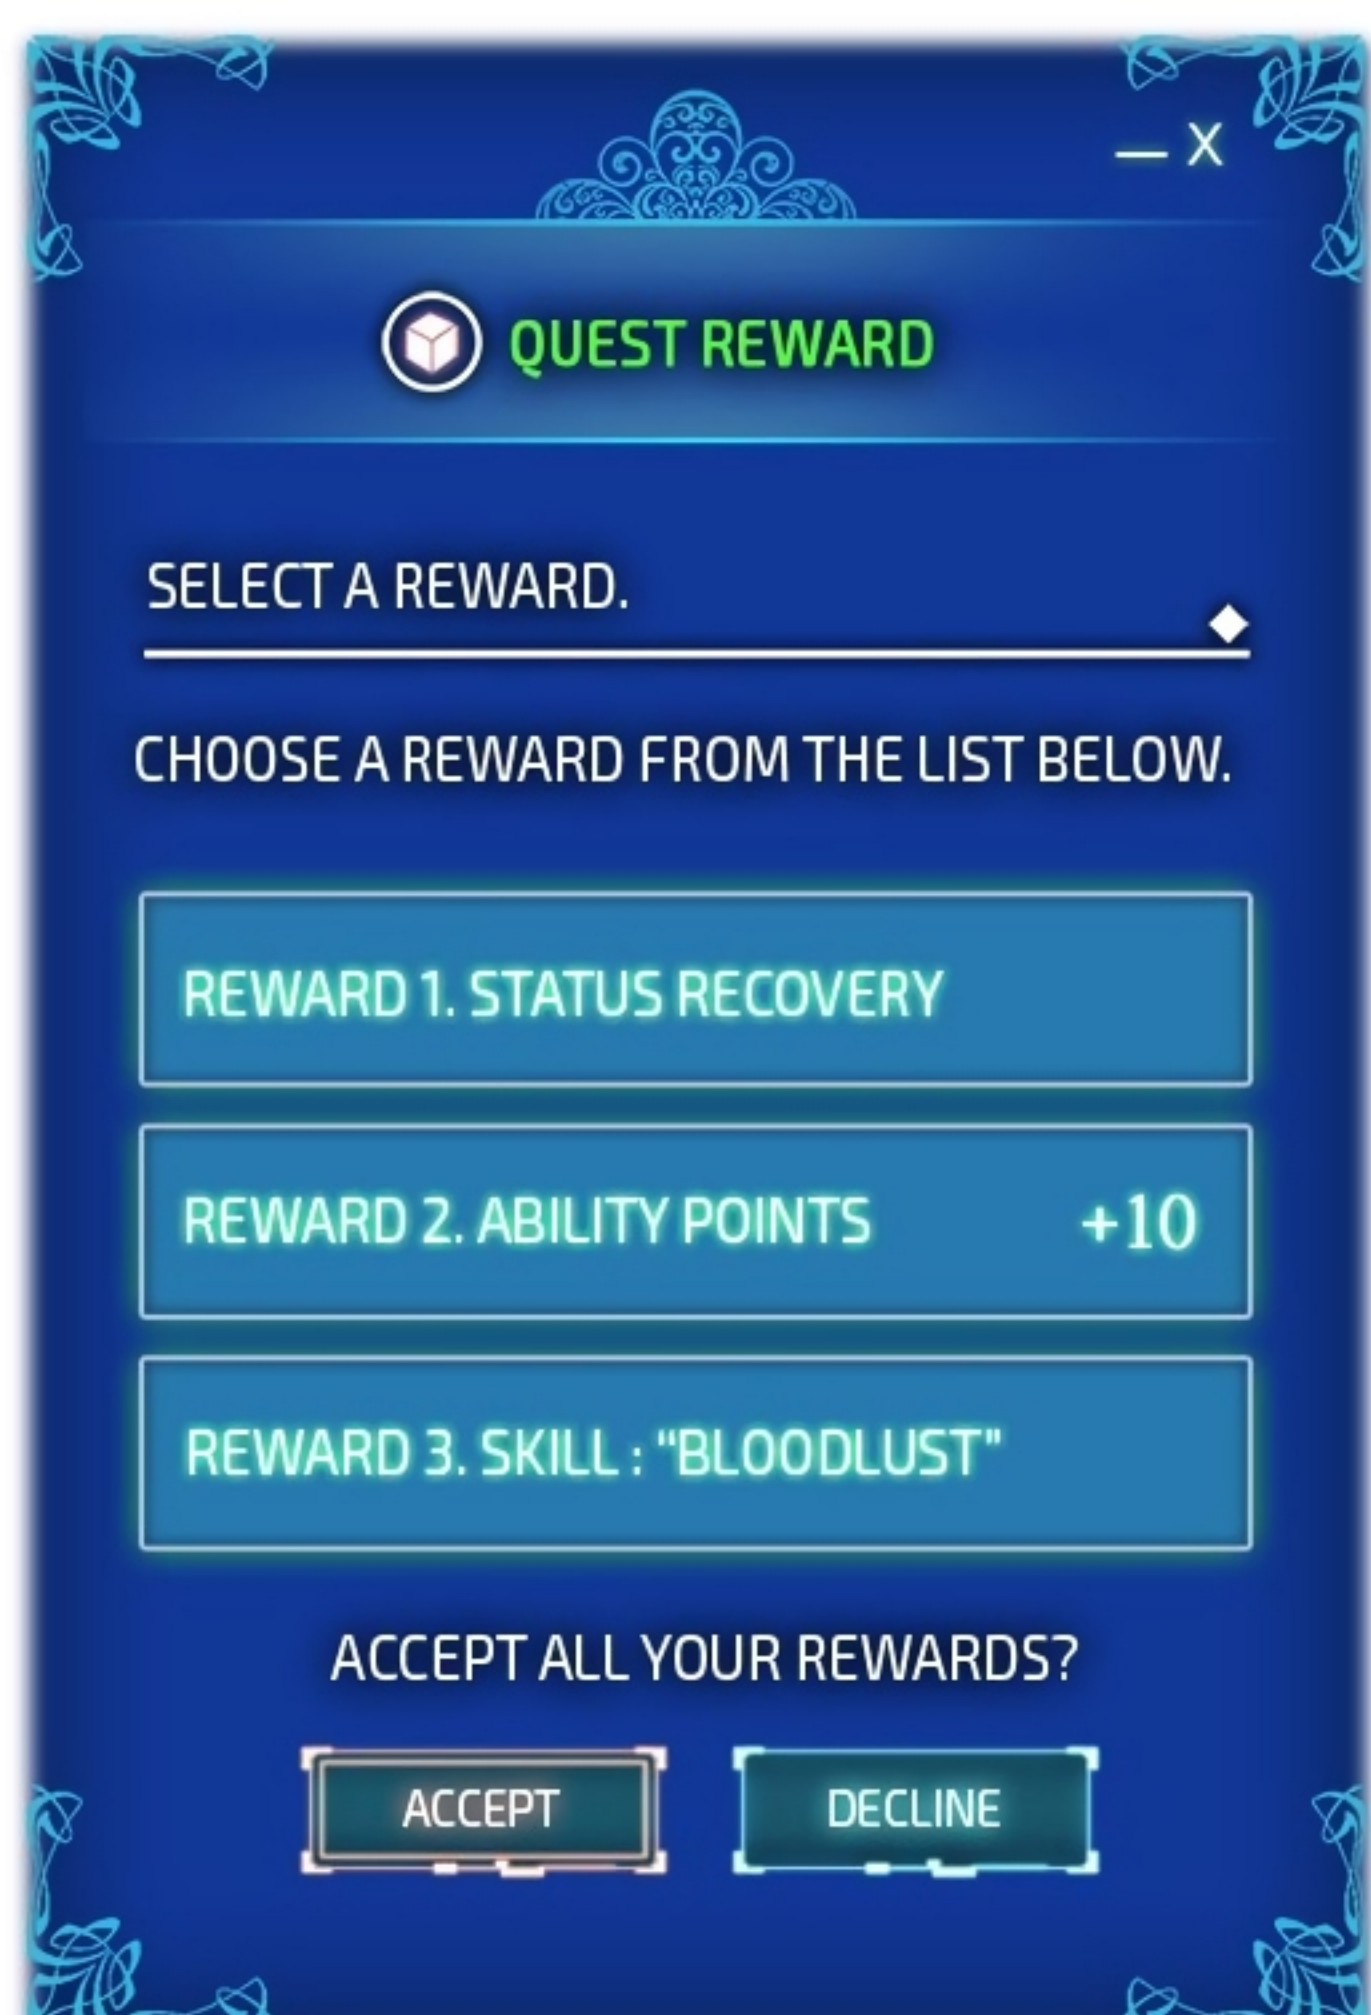 — X
QUEST REWARD
SELECT A REWARD.
CHOOSE A REWARD FROM THE LIST BELOW.
REWARD 1. STATUS RECOVERY
REWARD 2. ABILITY POINTS +10
REWARD 3. SKILL : “BLOODLUST”
ACCEPT ALL YOUR REWARDS?
ACCEPT DECLINE